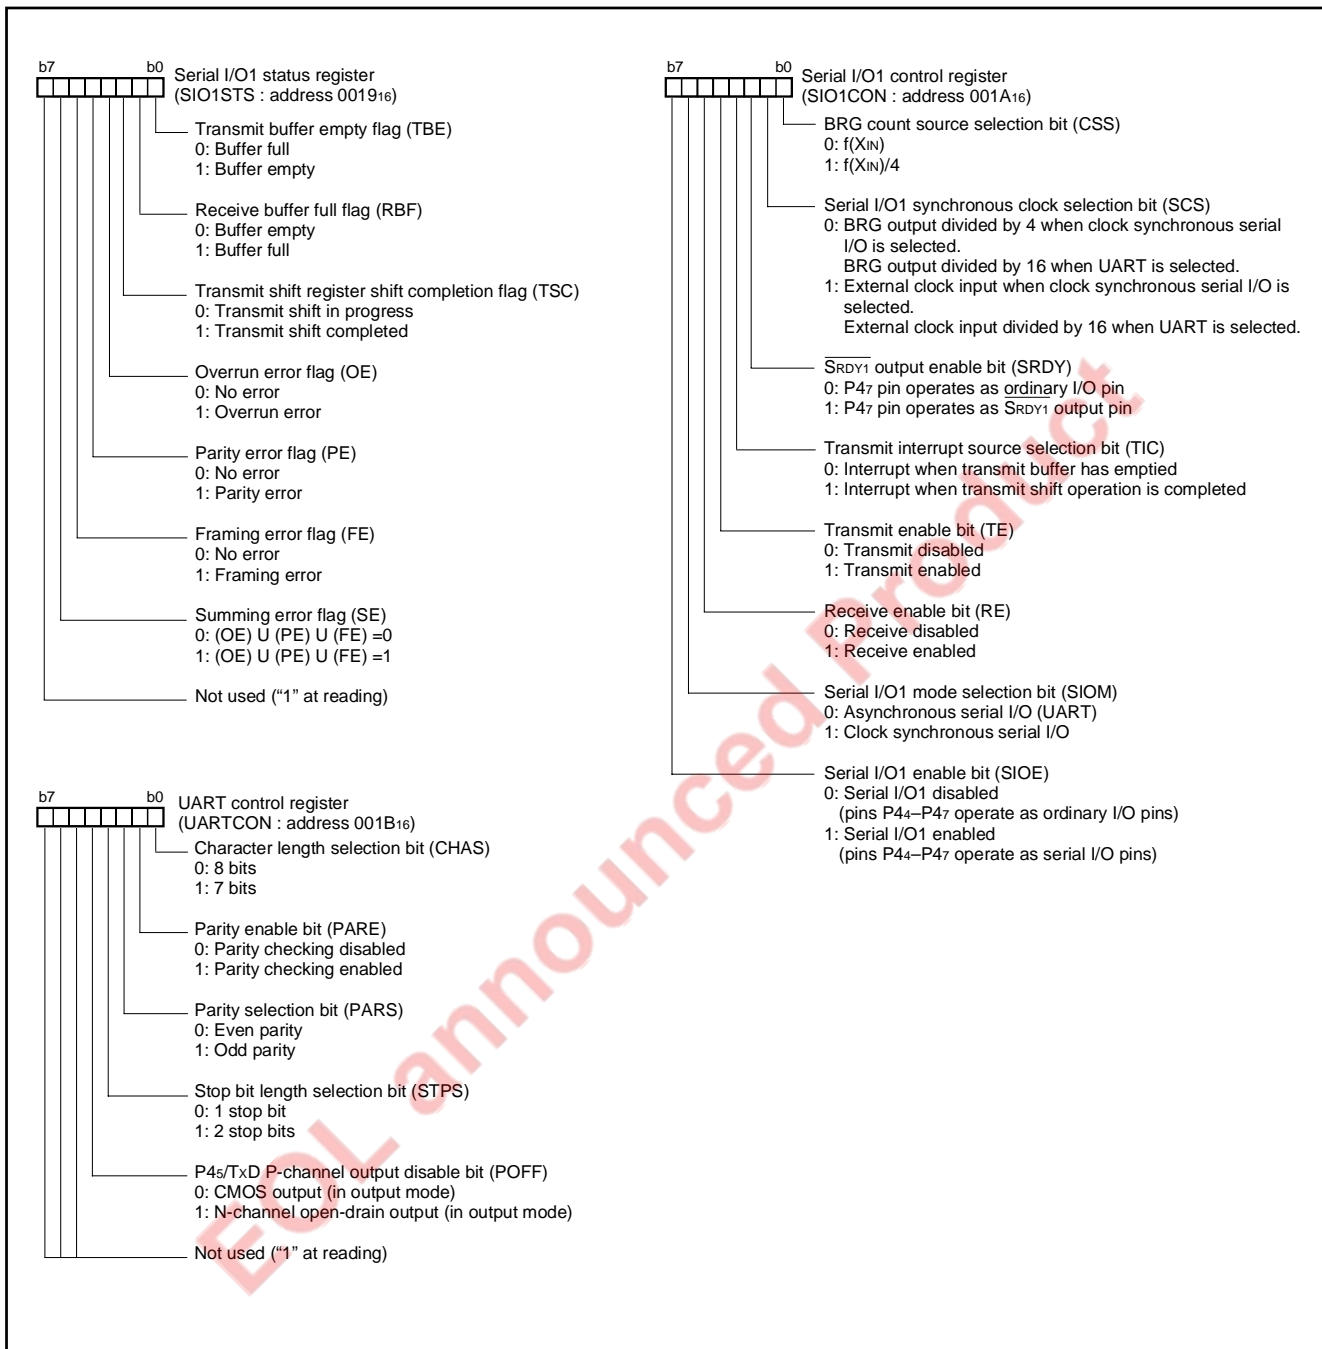 b7 b0
Serial I/O1 status register
(SIO1STS : address 001916)
Transmit buffer empty flag (TBE)
0: Buffer full
1: Buffer empty
Receive buffer full flag (RBF)
0: Buffer empty
1: Buffer full
Transmit shift register shift completion flag (TSC)
0: Transmit shift in progress
1: Transmit shift completed
Overrun error flag (OE)
0: No error
1: Overrun error
Parity error flag (PE)
0: No error
1: Parity error
Framing error flag (FE)
0: No error
1: Framing error
Summing error flag (SE)
0: (OE) U (PE) U (FE) =0
1: (OE) U (PE) U (FE) =1
Not used (“1” at reading)
b7 b0
UART control register
(UARTCON : address 001B16)
Character length selection bit (CHAS)
0: 8 bits
1: 7 bits
Parity enable bit (PARE)
0: Parity checking disabled
1: Parity checking enabled
Parity selection bit (PARS)
0: Even parity
1: Odd parity
Stop bit length selection bit (STPS)
0: 1 stop bit
1: 2 stop bits
P45/TxD P-channel output disable bit (POFF)
0: CMOS output (in output mode)
1: N-channel open-drain output (in output mode)
Not used (“1” at reading)
b7 b0
Serial I/O1 control register
(SIO1CON : address 001A16)
BRG count source selection bit (CSS)
0: f(XIN)
1: f(XIN)/4
Serial I/O1 synchronous clock selection bit (SCS)
0: BRG output divided by 4 when clock synchronous serial
I/O is selected.
BRG output divided by 16 when UART is selected.
1: External clock input when clock synchronous serial I/O is
selected.
External clock input divided by 16 when UART is selected.
SRDY1 output enable bit (SRDY)
0: P47 pin operates as ordinary I/O pin
1: P47 pin operates as SRDY1 output pin
Transmit interrupt source selection bit (TIC)
0: Interrupt when transmit buffer has emptied
1: Interrupt when transmit shift operation is completed
Transmit enable bit (TE)
0: Transmit disabled
1: Transmit enabled
Receive enable bit (RE)
0: Receive disabled
1: Receive enabled
Serial I/O1 mode selection bit (SIOM)
0: Asynchronous serial I/O (UART)
1: Clock synchronous serial I/O
Serial I/O1 enable bit (SIOE)
0: Serial I/O1 disabled
(pins P44–P47 operate as ordinary I/O pins)
1: Serial I/O1 enabled
(pins P44–P47 operate as serial I/O pins)
EOL announced Product